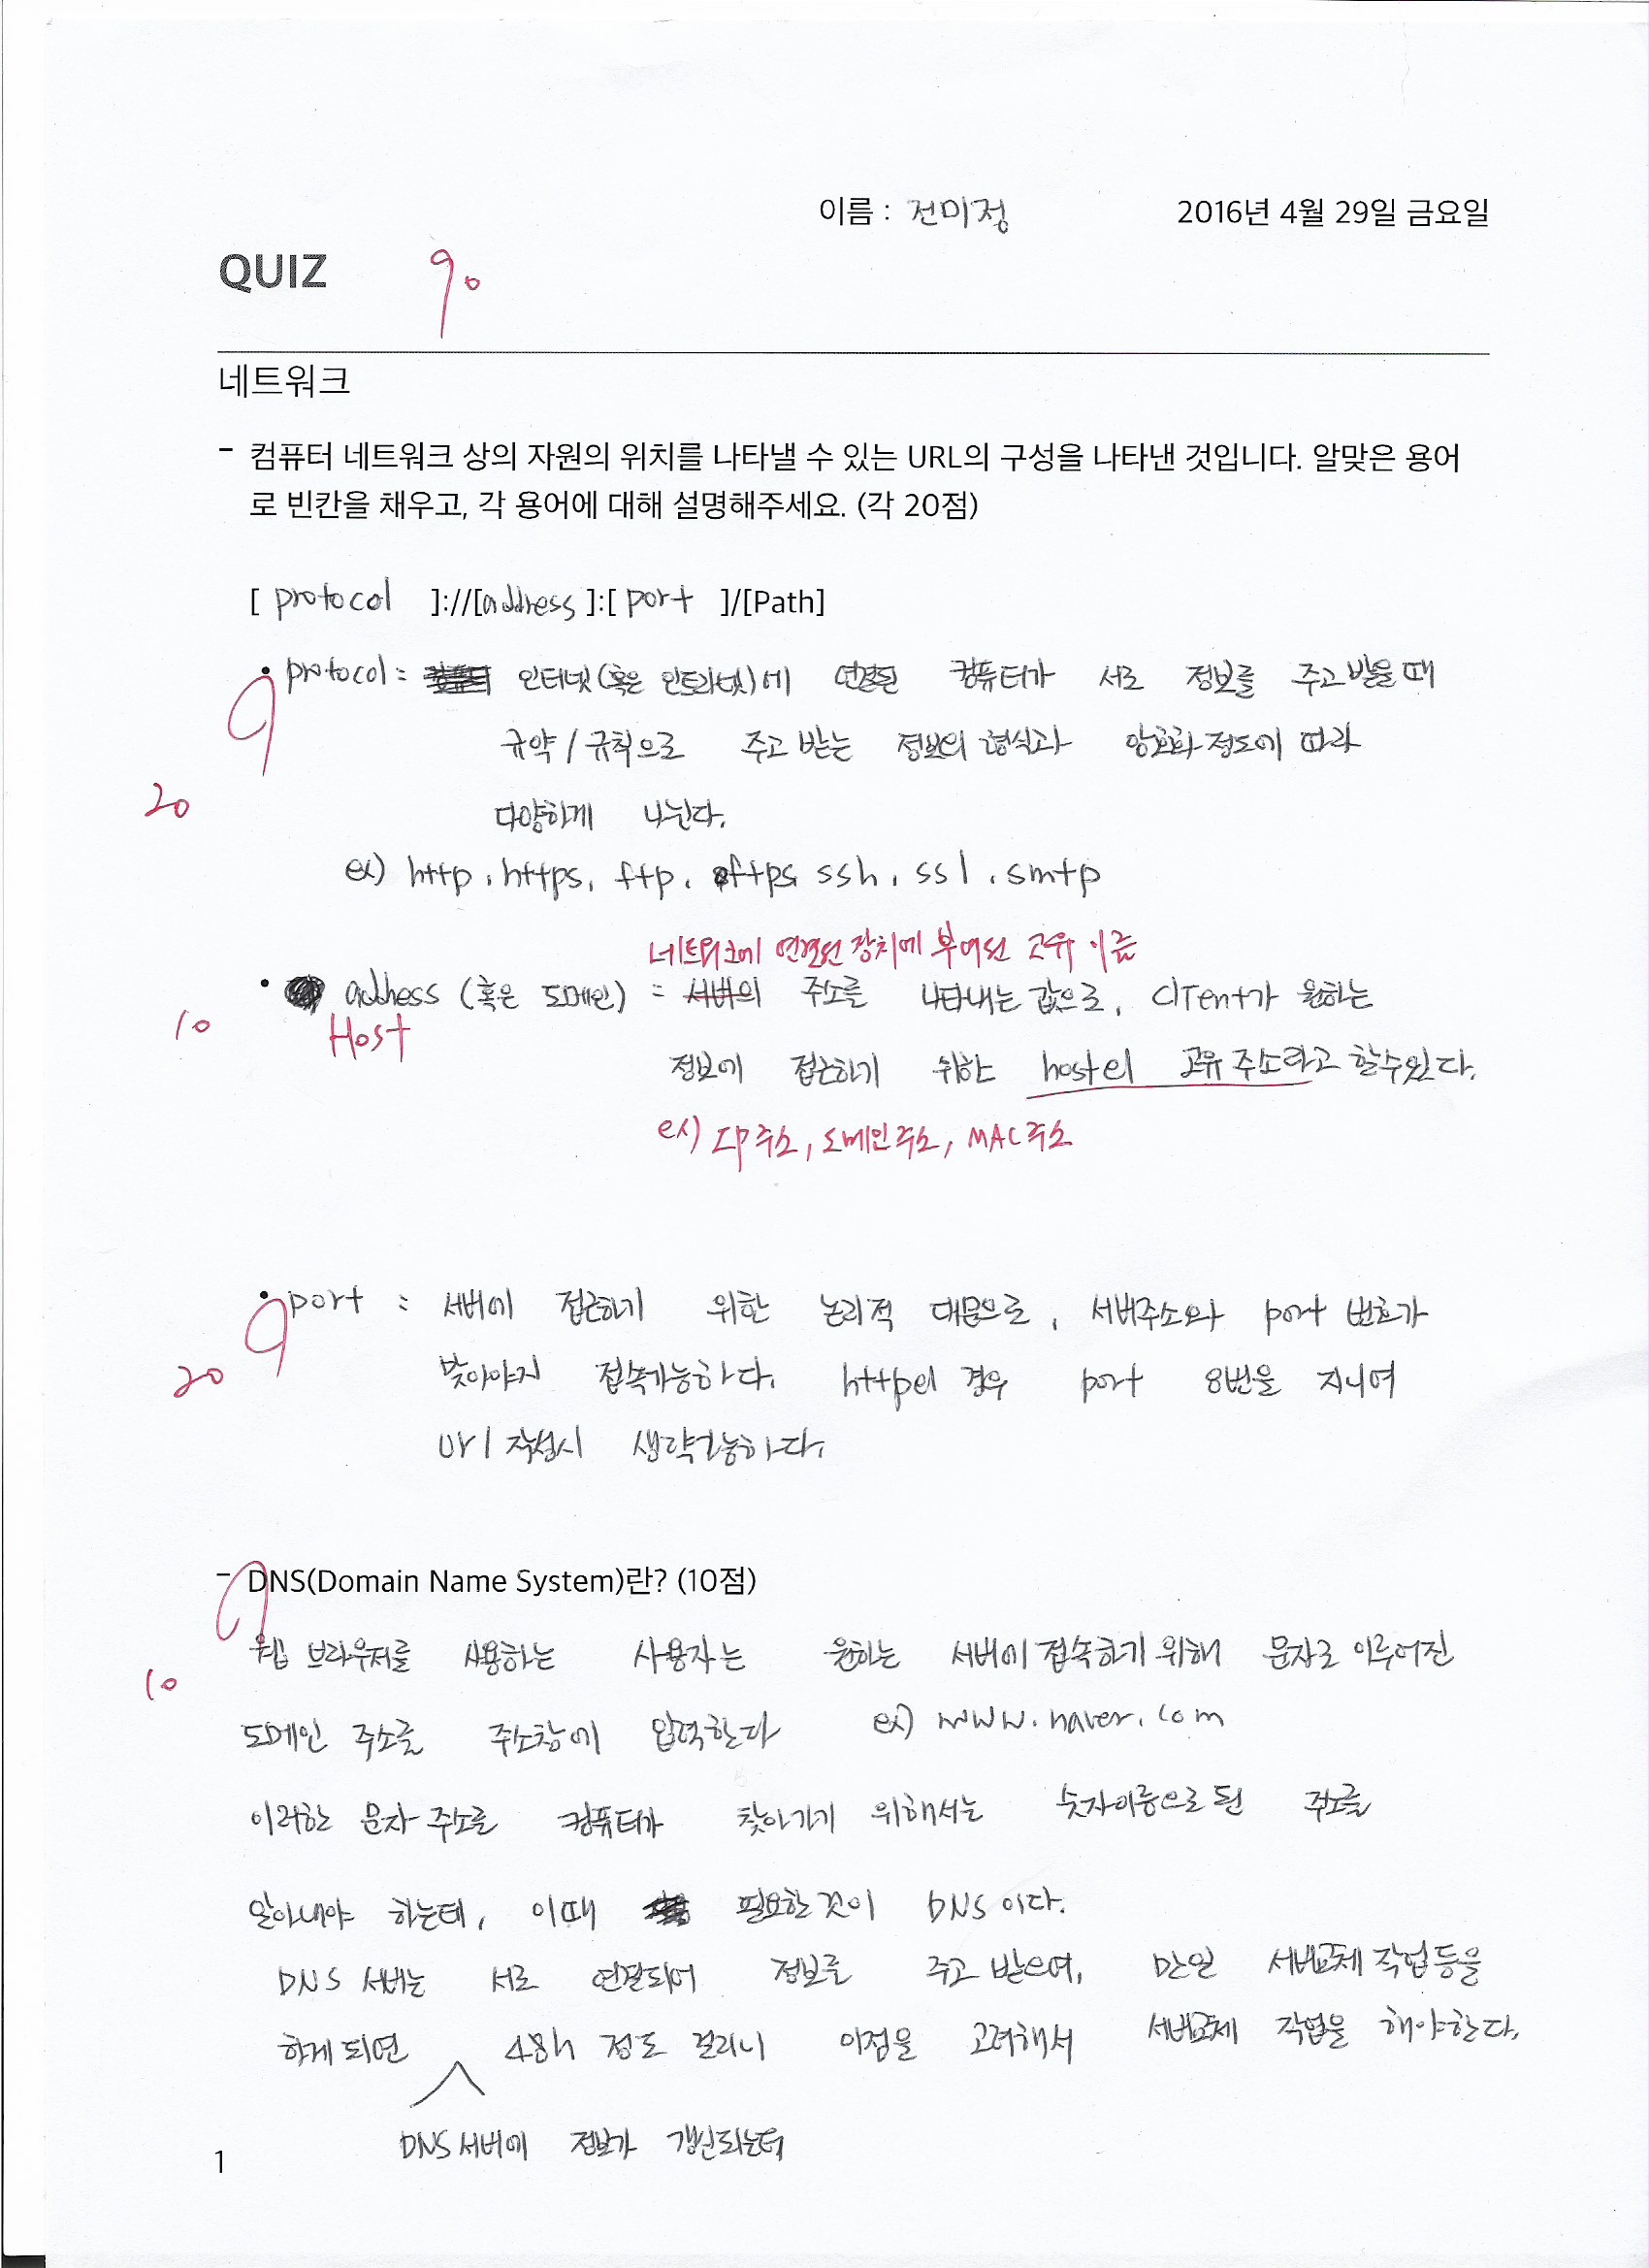 이름 : 전미정 2016년 4월 29일 금요일
QUIZ 90
네트워크
- 컴퓨터 네트워크 상의 자원의 위치를 나타낼 수 있는 URL의 구성을 나타낸 것입니다. 알맞은 용어
로 빈칸을 채우고, 각 용어에 대해 설명해주세요. (각 20점)
[ protocol ]://[address]:[ port ]/[Path]
• protocol = 인터넷(혹은 인트라넷)에 연결된 컴퓨터가 서로 정보를 주고 받을 때
규약/규칙으로 주고 받는 정보의 형식과 암호화 정도에 따라
20
다양하게 나뉜다.
ex) http, https, ftp, sftps ssh, ssl, smtp
네트워크에 연결된 장치에 부여된 고유 이름
• address (혹은 도메인) = 서버의 주소를 나타내는 값으로, client가 원하는
10 Host
정보에 접근하기 위한 host의 고유 주소라고 할 수 있다.
ex) IP주소, 도메인주소, MAC주소
• port : 서버에 접근하기 위한 논리적 대문으로, 서버주소와 port 번호가
20 맞아야지 접속가능하다. http의 경우 port 8번을 지니며
url 작성시 생략가능하다.
- DNS(Domain Name System)란? (10점)
웹 브라우저를 사용하는 사용자는 원하는 서버에 접속하기 위해 문자로 이루어진
10
도메인 주소를 주소창에 입력한다 ex) www.naver.com
이러한 문자 주소를 컴퓨터가 찾아가기 위해서는 숫자이름으로 된 주소를
알아내야 하는데, 이때 필요한 것이 DNS이다.
DNS 서버는 서로 연결되어 정보를 주고 받으며, 만일 서버교체 작업등을
하게 되면 48h 정도 걸리니 이점을 고려해서 서버교체 작업을 해야한다.
DNS서버에 정보가 갱신되는데
1